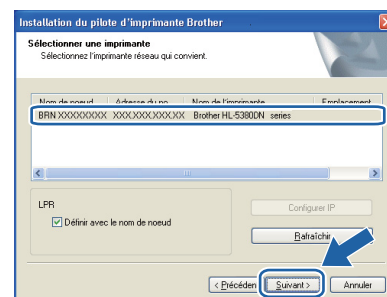 Installation du pilote d'imprimante Brother
Sélectionner une imprimante
Sélectionnez l'imprimante réseau qui convient.
Nom de noeud Adresse du no Nom de l'imprimante Emplacement
BRN XXXXXXXXX XXX.XXX.XXX.XX Brother HL-5380DN series
LPR
Définir avec le nom de noeud
Configurer IP
Rafraîchir
< Précéden Suivant > Annuler